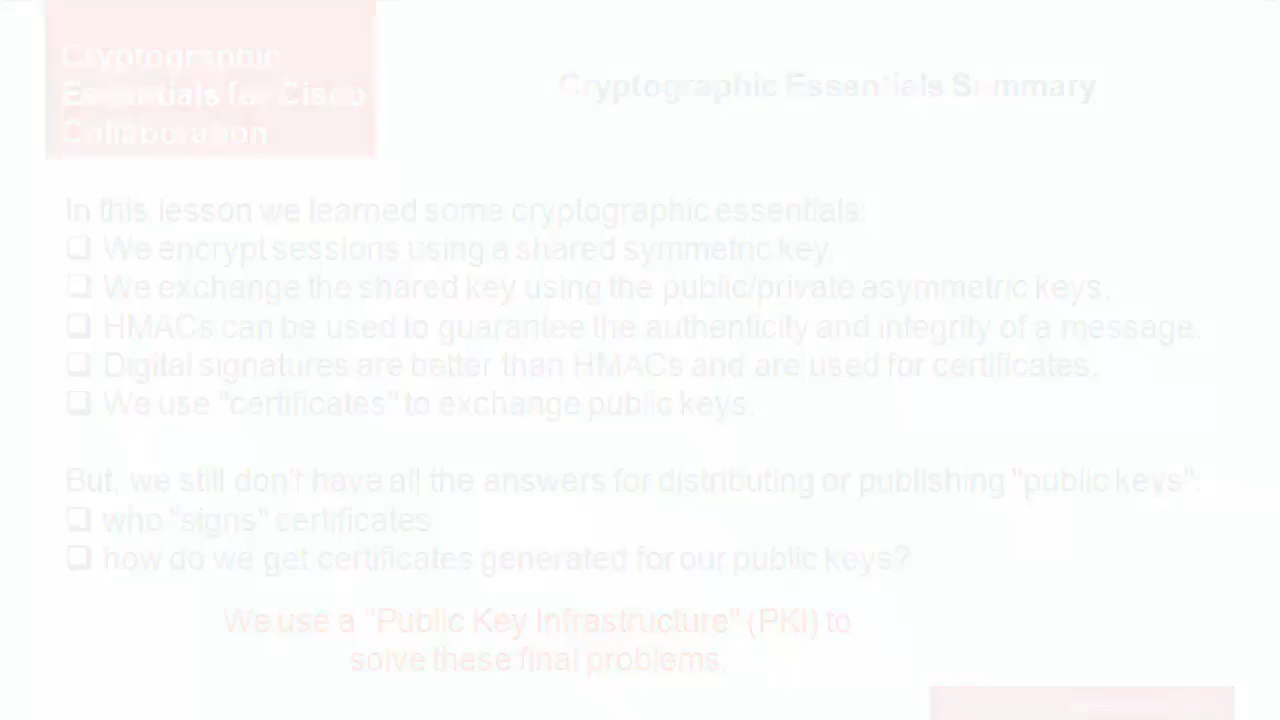 Cryptographic
Essentials for Cisco
Collaboration
Cryptographic Essentials Summary
In this lesson we learned some cryptographic essentials:
❑ We encrypt sessions using a shared symmetric key.
❑ We exchange the shared key using the public/private asymmetric keys.
❑ HMACs can be used to guarantee the authenticity and integrity of a message.
❑ Digital signatures are batter than HMACs and are used for certificates.
❑ We use "certificates" to exchange public keys.
But, we still don't have all the answers for distributing or publishing "public keys":
❑ who "signs" certificates
❑ how do we get certificates generated for our public keys?
We use a "Public Key Infrastructure" (PKI) to
solve these final problems.